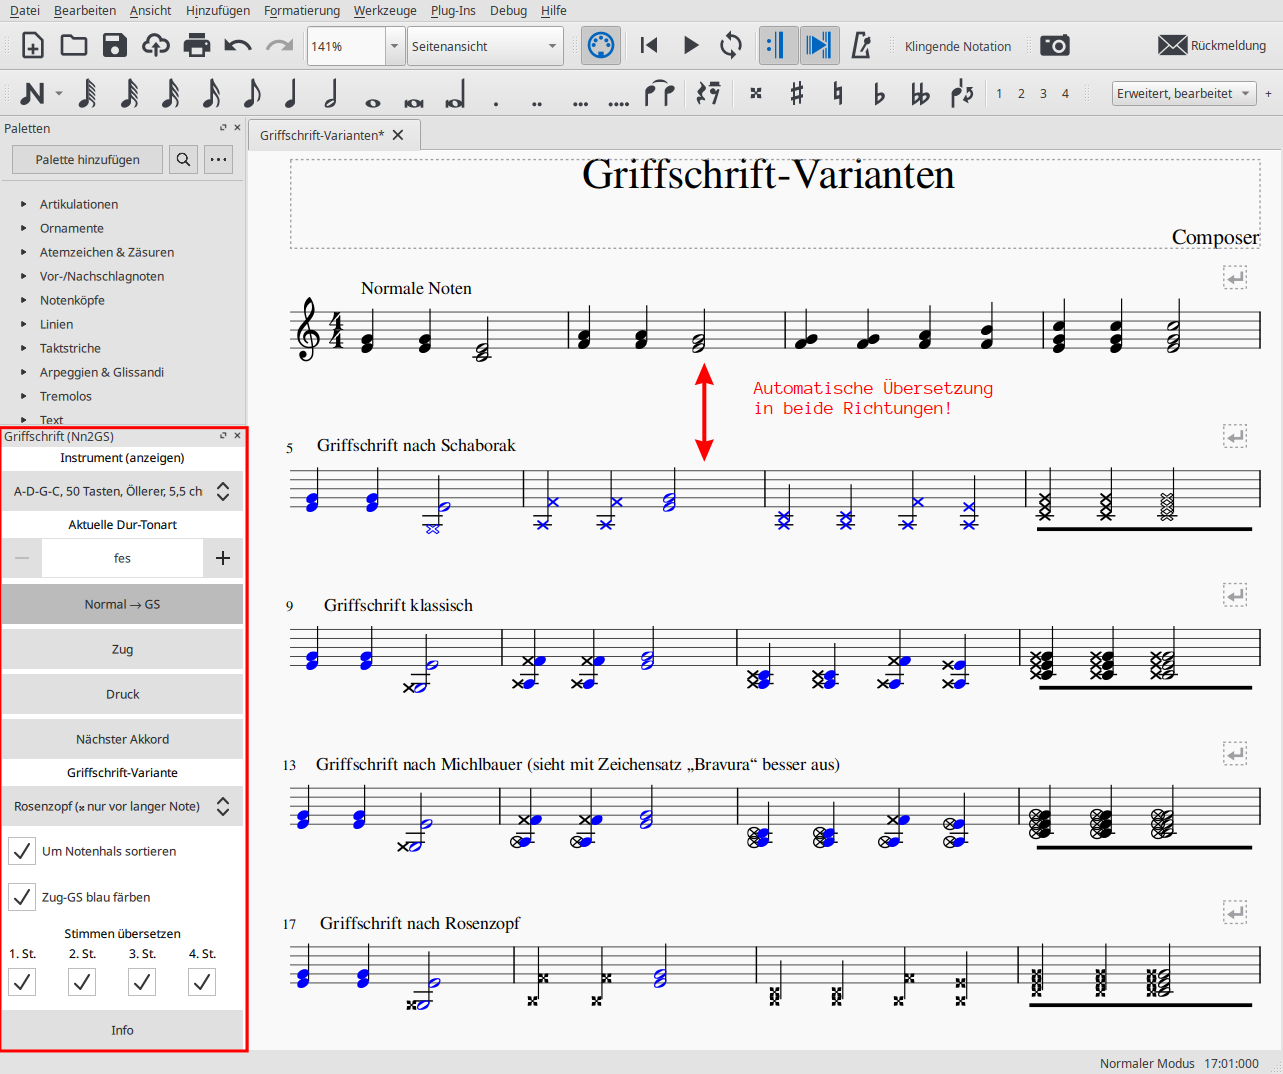 Datei Bearbeiten Ansicht Hinzufügen Formatierung Werkzeuge Plug-Ins Debug Hilfe
141% Seitenansicht Klingende Notation Rückmeldung
1 2 3 4 Erweitert, bearbeitet +
Paletten
Palette hinzufügen
Artikulationen
Ornamente
Atemzeichen & Zäsuren
Vor-/Nachschlagnoten
Notenköpfe
Linien
Taktstriche
Arpeggien & Glissandi
Tremolos
Text
Griffschrift (Nn2GS)
Instrument (anzeigen)
A-D-G-C, 50 Tasten, Öllerer, 5,5 ch
Aktuelle Dur-Tonart
fes
Normal → GS
Zug
Druck
Nächster Akkord
Griffschrift-Variante
Rosenzopf (x nur vor langer Note)
Um Notenhals sortieren
Zug-GS blau färben
Stimmen übersetzen
1. St. 2. St. 3. St. 4. St.
Info
Griffschrift-Varianten*
Griffschrift-Varianten
Composer
Normale Noten
4
4
Automatische Übersetzung
in beide Richtungen!
5 Griffschrift nach Schaborak
9 Griffschrift klassisch
13 Griffschrift nach Michlbauer (sieht mit Zeichensatz „Bravura“ besser aus)
17 Griffschrift nach Rosenzopf
Normaler Modus 17:01:000